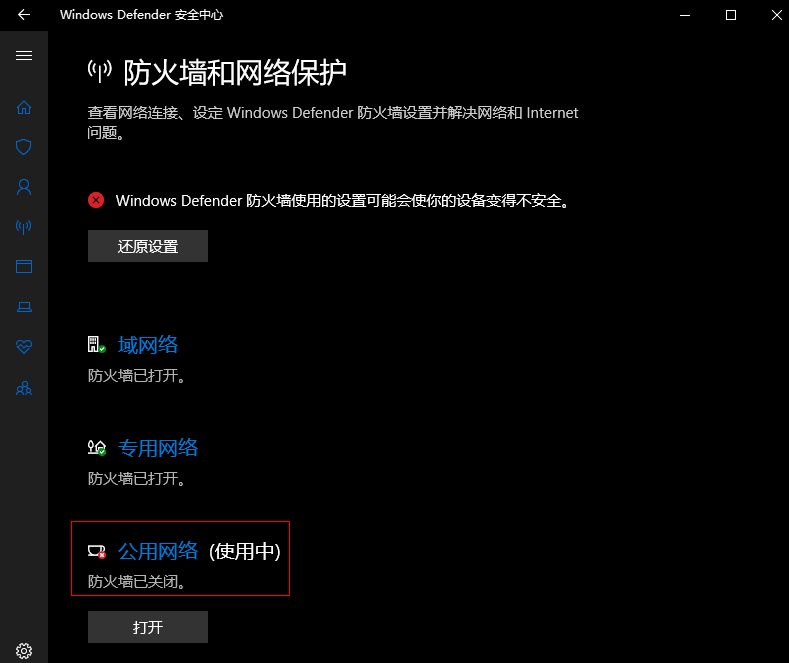 Windows Defender 安全中心
防火墙和网络保护
查看网络连接、设定 Windows Defender 防火墙设置并解决网络和 Internet
问题。
Windows Defender 防火墙使用的设置可能会使你的设备变得不安全。
还原设置
域网络
防火墙已打开。
专用网络
防火墙已打开。
公用网络 (使用中)
防火墙已关闭。
打开